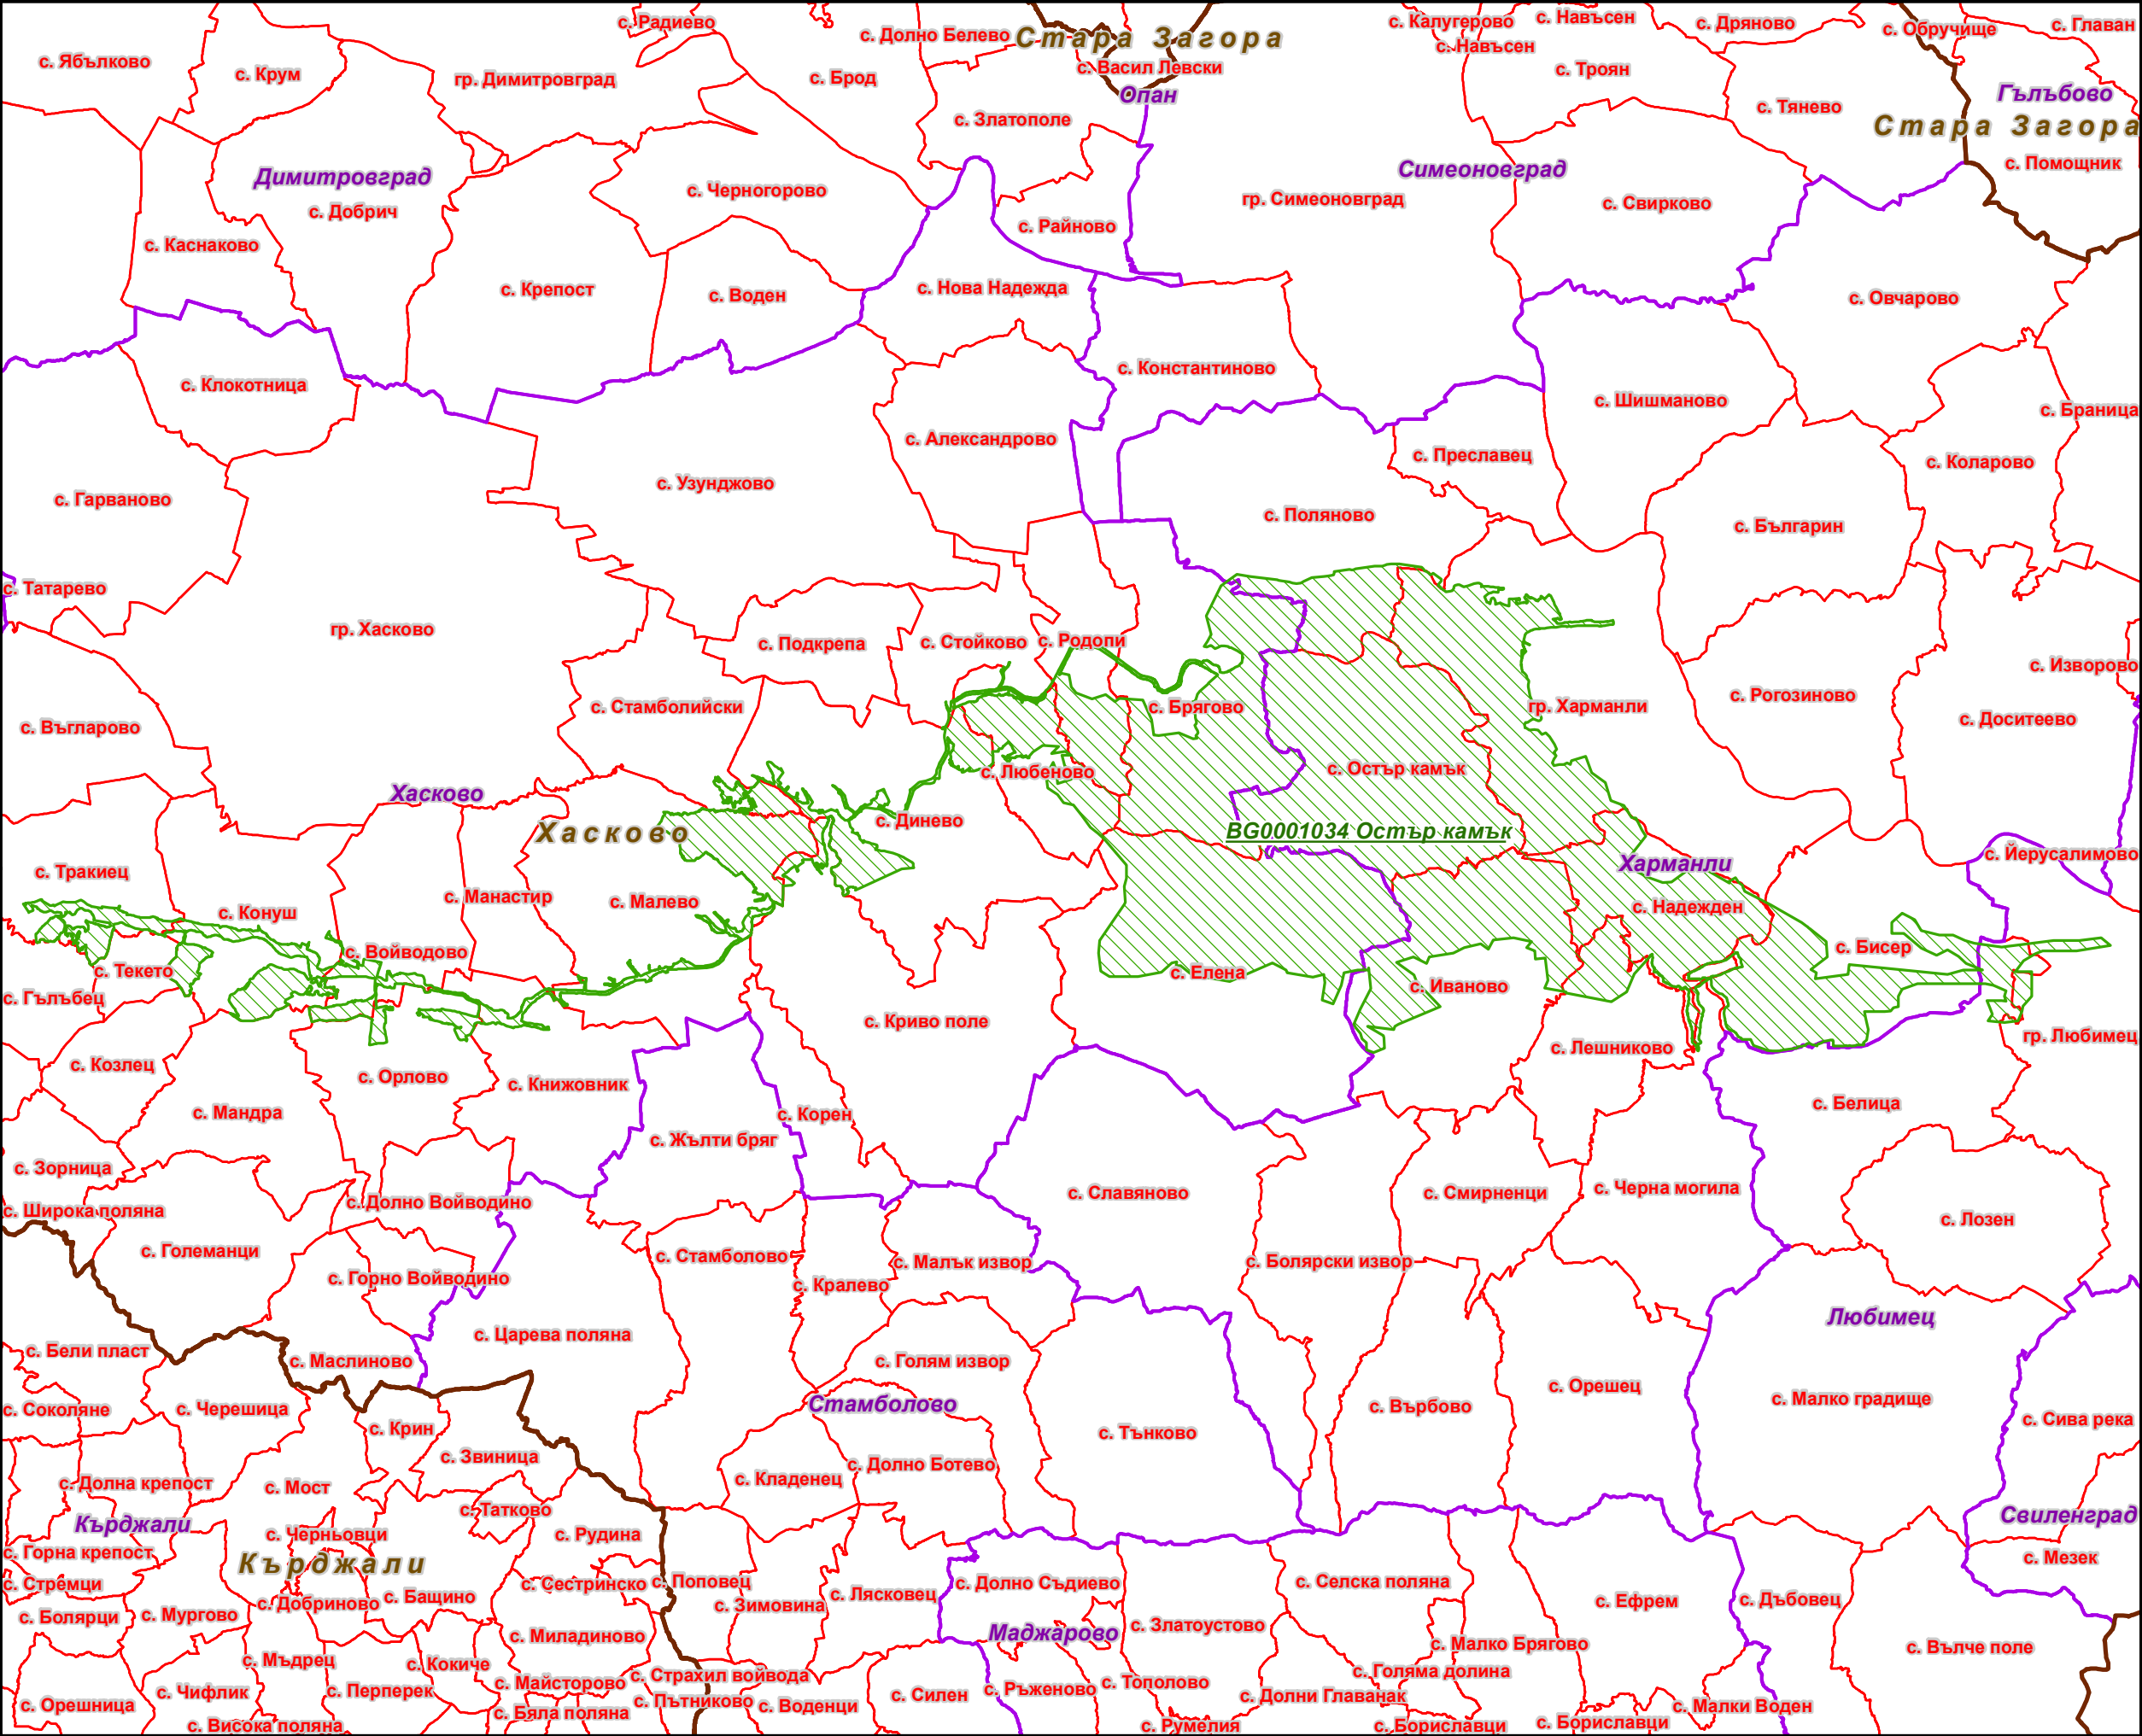 с. Радиево
с. Долно Белево
Стара Загора
с. Калугерово
с. Навъсен
с. Дряново
с. Обручище
с. Главан
с. Ябълково
с. Крум
гр. Димитровград
с. Брод
с. Васил Левски
с. Навъсен
с. Троян
Опан
с. Тянево
Гълъбово
с. Златополе
Стара Загора
Димитровград
с. Добрич
с. Черногорово
Симеоновград
с. Помощник
гр. Симеоновград
с. Свирково
с. Каснаково
с. Райново
с. Крепост
с. Воден
с. Нова Надежда
с. Овчарово
с. Клокотница
с. Константиново
с. Шишманово
с. Браница
с. Александрово
с. Преславец
с. Коларово
с. Гарваново
с. Узунджово
с. Поляново
с. Българин
с. Татарево
гр. Хасково
с. Подкрепа
с. Стойково
с. Родопи
с. Изворово
с. Въгларово
с. Стамболийски
с. Брягово
гр. Харманли
с. Рогозиново
с. Доситеево
Хасково
с. Любеново
с. Остър камък
Хасково
с. Динево
BG0001034 Остър камък
с. Тракиец
Харманли
с. Йерусалимово
с. Конуш
с. Манастир
с. Малево
с. Надежден
с. Войводово
с. Бисер
с. Текето
с. Елена
с. Иваново
с. Гълъбец
с. Криво поле
с. Лешниково
гр. Любимец
с. Козлец
с. Орлово
с. Книжовник
с. Мандра
с. Корен
с. Белица
с. Жълти бряг
с. Зорница
с. Долно Войводино
с. Славяново
с. Смирненци
с. Черна могила
с. Широка поляна
с. Лозен
с. Големанци
с. Стамболово
с. Малък извор
с. Болярски извор
с. Горно Войводино
с. Кралево
Любимец
с. Царева поляна
с. Бели пласт
с. Маслиново
с. Голям извор
с. Орешец
с. Соколяне
с. Черешица
Стамболово
с. Върбово
с. Малко градище
с. Крин
с. Тънково
с. Сива река
с. Звиница
с. Долна крепост
с. Мост
с. Кладенец
с. Долно Ботево
Кърджали
с. Татково
Свиленград
с. Черньовци
с. Рудина
с. Горна крепост
Кърджали
с. Мезек
с. Стремци
с. Сестринско
с. Поповец
с. Долно Съдиево
с. Селска поляна
с. Добриново
с. Бащино
с. Зимовина
с. Лясковец
с. Ефрем
с. Дъбовец
с. Болярци
с. Мургово
Маджарово
с. Златоустово
с. Миладиново
с. Малко Брягово
с. Вълче поле
с. Мъдрец
с. Кокиче
с. Страхил войвода
с. Голяма долина
с. Орешница
с. Чифлик
с. Перперек
с. Майсторово
с. Пътниково
с. Воденци
с. Силен
с. Ръженово
с. Тополово
с. Долни Главанак
с. Малки Воден
с. Висока поляна
с. Бяла поляна
с. Румелия
с. Бориславци
с. Бориславци